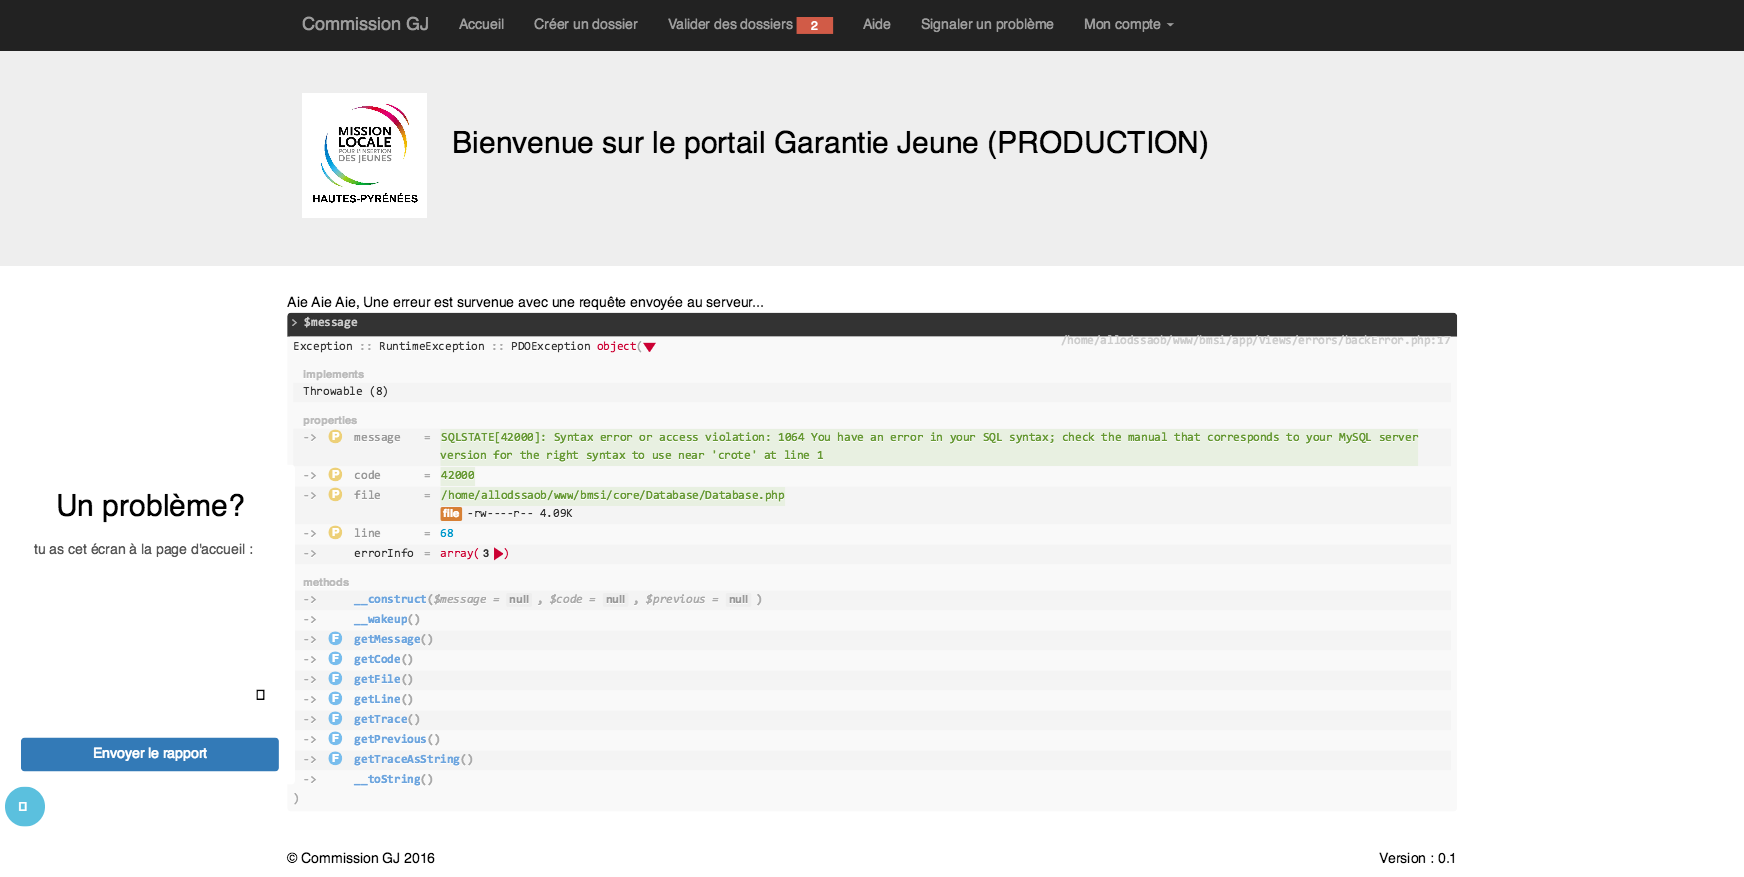 Commission GJ Accueil Créer un dossier Valider des dossiers 2 Aide Signaler un problème Mon compte
MISSION
LOCALE
POUR L'INSERTION
DES JEUNES
HAUTES-PYRÉNÉES
Bienvenue sur le portail Garantie Jeune (PRODUCTION)
Aie Aie Aie, Une erreur est survenue avec une requête envoyée au serveur...
> $message
/home/allodssaob/www/bmsi/app/Views/errors/backError.php:17
Exception :: RuntimeException :: PDOException object(
implements
Throwable (8)
properties
-> P message = SQLSTATE[42000]: Syntax error or access violation: 1064 You have an error in your SQL syntax; check the manual that corresponds to your MySQL server
version for the right syntax to use near 'crote' at line 1
-> P code = 42000
-> P file = /home/allodssaob/www/bmsi/core/Database/Database.php
file -rw----r-- 4.09K
-> P line = 68
-> errorInfo = array( 3 )
methods
-> __construct($message = null , $code = null , $previous = null )
-> __wakeup()
-> F getMessage()
-> F getCode()
-> F getFile()
-> F getLine()
-> F getTrace()
-> F getPrevious()
-> F getTraceAsString()
-> __toString()
)
Un problème?
tu as cet écran à la page d'accueil :
Envoyer le rapport
© Commission GJ 2016
Version : 0.1